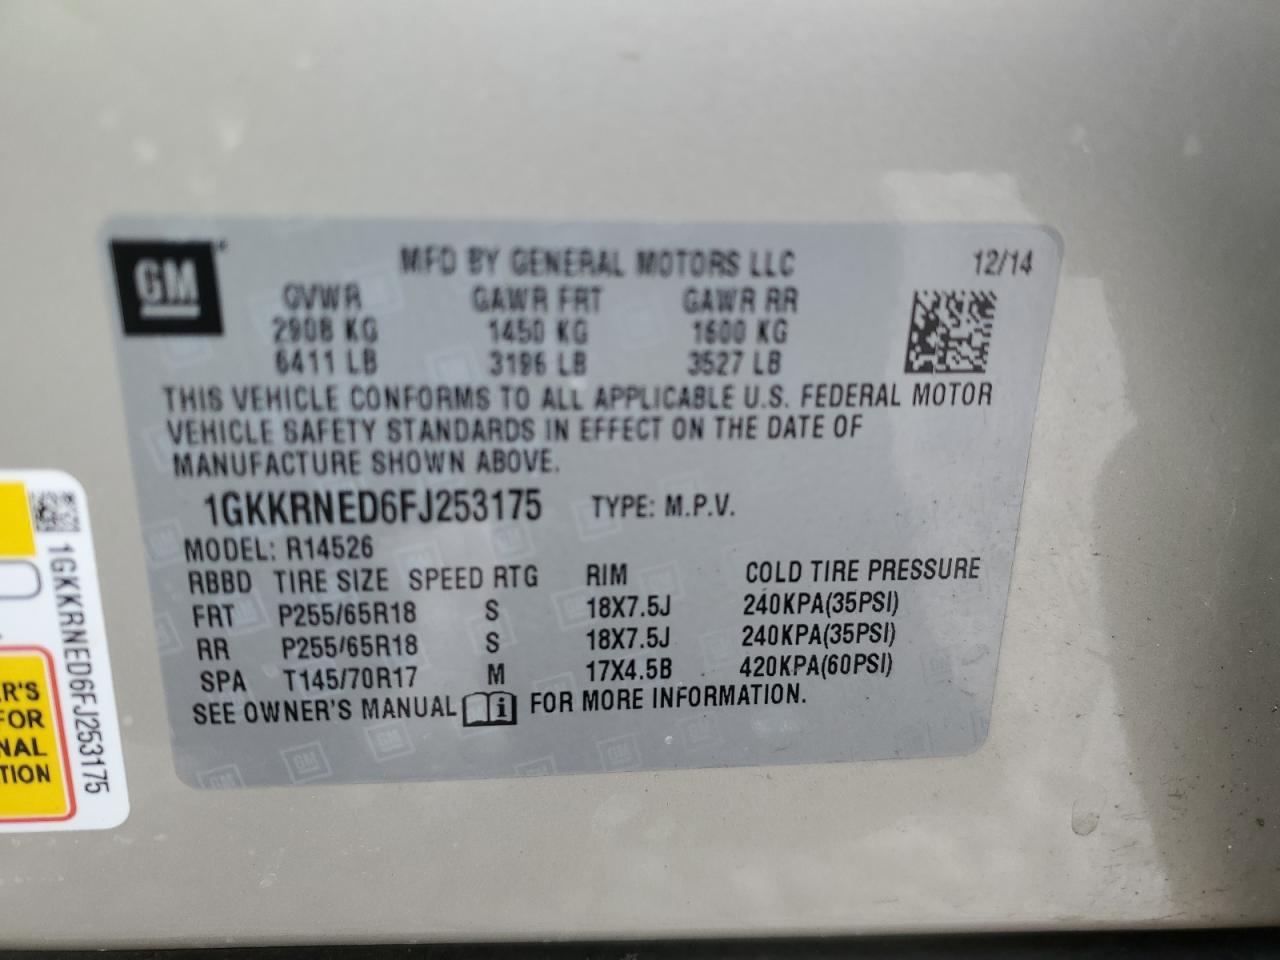 GM
MFD BY GENERAL MOTORS LLC 12/14
GVWR GAWR FRT GAWR RR
2908 KG 1450 KG 1600 KG
6411 LB 3196 LB 3527 LB
THIS VEHICLE CONFORMS TO ALL APPLICABLE U.S. FEDERAL MOTOR
VEHICLE SAFETY STANDARDS IN EFFECT ON THE DATE OF
MANUFACTURE SHOWN ABOVE.
1GKKRNED6FJ253175 TYPE: M.P.V.
MODEL: R14526
RBBD TIRE SIZE SPEED RTG RIM COLD TIRE PRESSURE
FRT P255/65R18 S 18X7.5J 240KPA(35PSI)
RR P255/65R18 S 18X7.5J 240KPA(35PSI)
SPA T145/70R17 M 17X4.5B 420KPA(60PSI)
SEE OWNER'S MANUAL i FOR MORE INFORMATION.
1GKKRNED6FJ253175
ER'S
FOR
NAL
TION